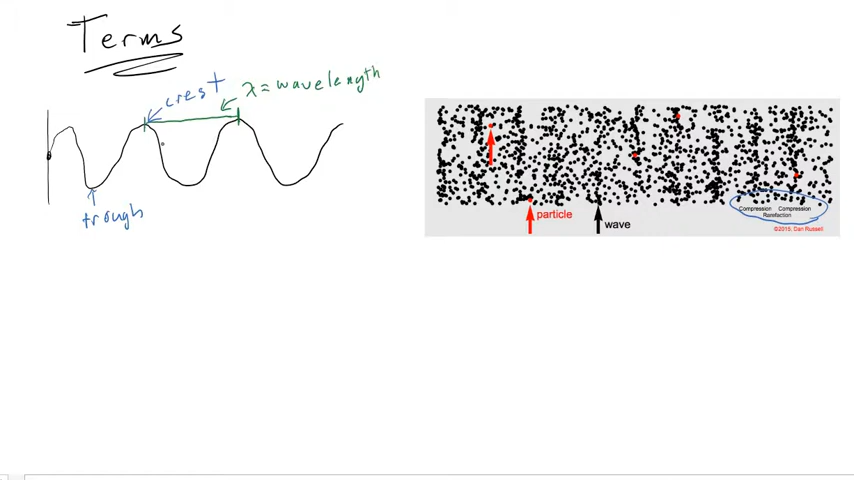 Terms
crest
λ = wavelength
trough
particle
wave
Compression Compression
Rarefaction
©2015, Dan Russell